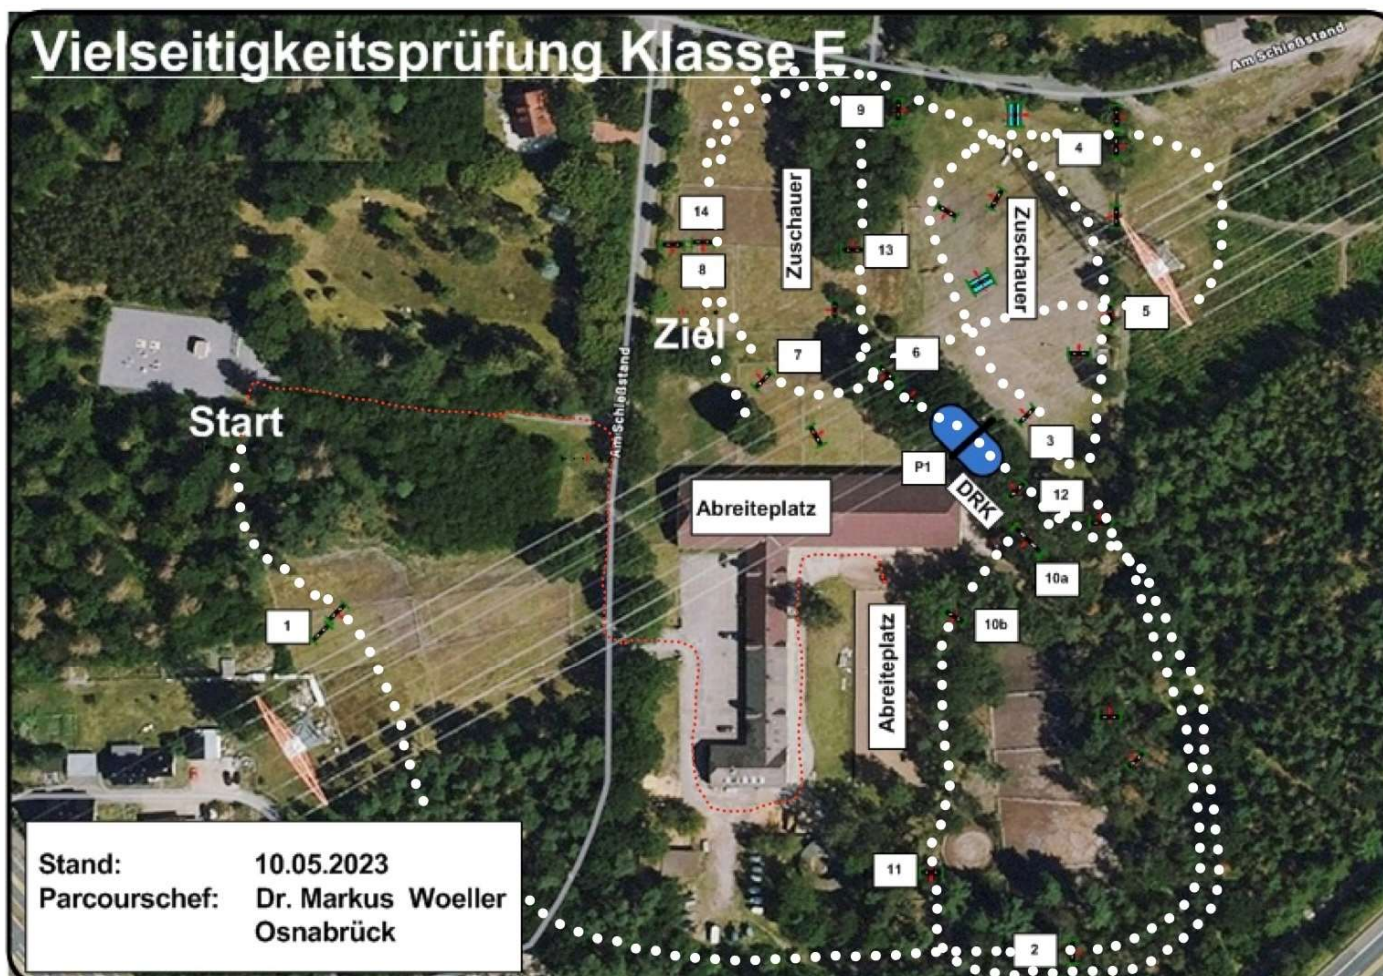 Vielseitigkeitsprüfung Klasse E
Am Schießstand
9
4
14
Zuschauer
Zuschauer
13
8
5
Ziel
7
6
Start
Am Schießstand
3
P1
DRK
12
Abreiteplatz
10a
1
10b
Abreiteplatz
11
2
Stand: 10.05.2023
Parcourschef: Dr. Markus Woeller
Osnabrück